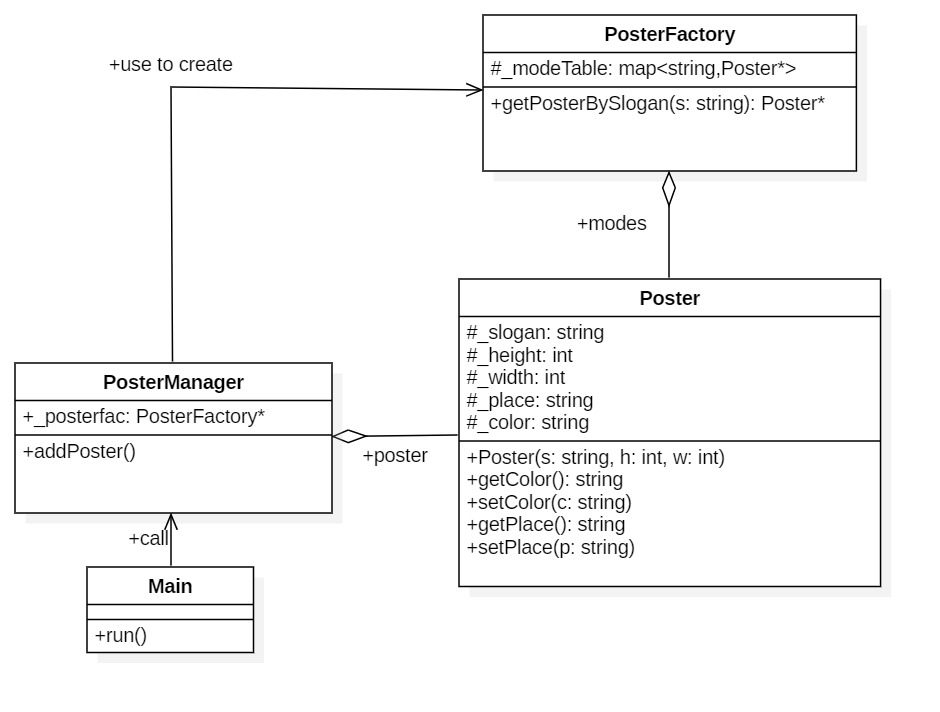 PosterFactory
#_modeTable: map<string,Poster*>
+getPosterBySlogan(s: string): Poster*
+use to create
+modes
Poster
#_slogan: string
#_height: int
#_width: int
#_place: string
#_color: string
+Poster(s: string, h: int, w: int)
+getColor(): string
+setColor(c: string)
+getPlace(): string
+setPlace(p: string)
PosterManager
+_posterfac: PosterFactory*
+addPoster()
+poster
+call
Main
+run()